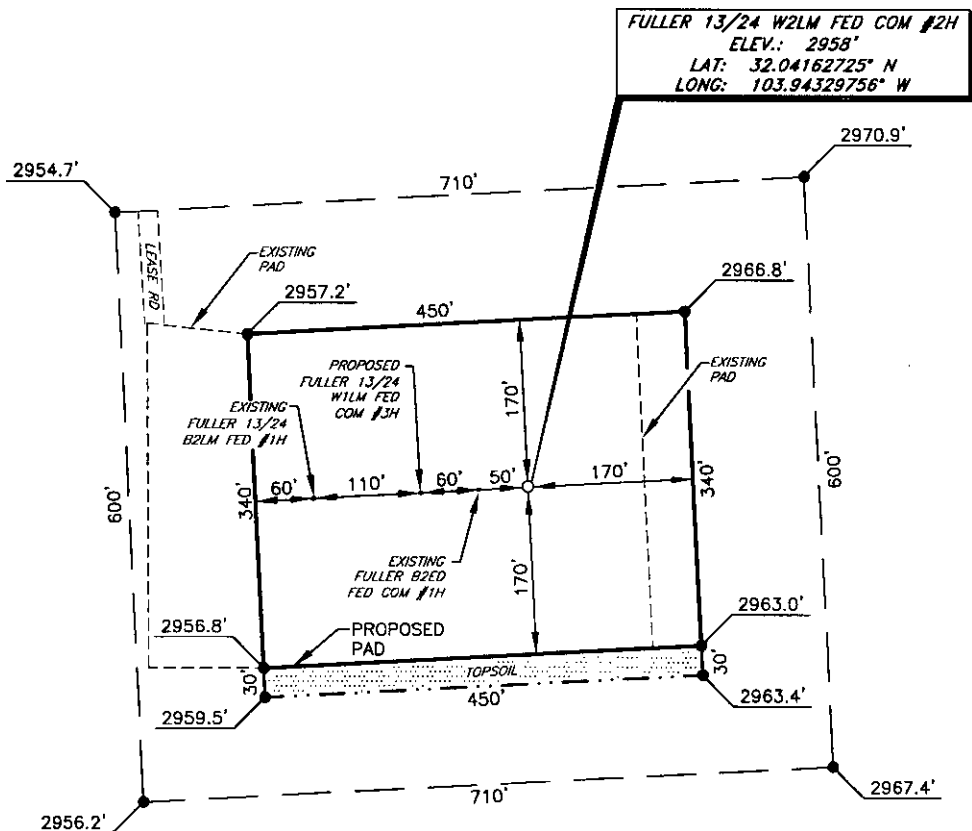 FULLER 13/24 W2LM FED COM #2H
ELEV.: 2958'
LAT: 32.04162725° N
LONG: 103.94329756° W
2970.9'
2954.7'
710'
LEASE RD
EXISTING
PAD
2957.2'
450'
2966.8'
PROPOSED
FULLER 13/24
W1LM FED
COM #3H
EXISTING
PAD
170'
EXISTING
FULLER 13/24
B2LM FED #1H
600'
340'
60'
110'
60'
50'
170'
340'
600'
EXISTING
FULLER B2ED
FED COM #1H
170'
2956.8'
PROPOSED
PAD
2963.0'
30'
TOPSOIL
30'
450'
2959.5'
2963.4'
710'
2967.4'
2956.2'